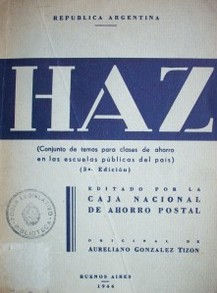 REPUBLICA ARGENTINA
HAZ
(Conjunto de temas para clases de ahorro
en las escuelas públicas del país)
(8ª Edición)
EDITADO POR LA
CAJA NACIONAL
DE AHORRO POSTAL
ORIGINAL DE
AURELIANO GONZALEZ TIZON
BUENOS AIRES
1944
BIBLIOTECA